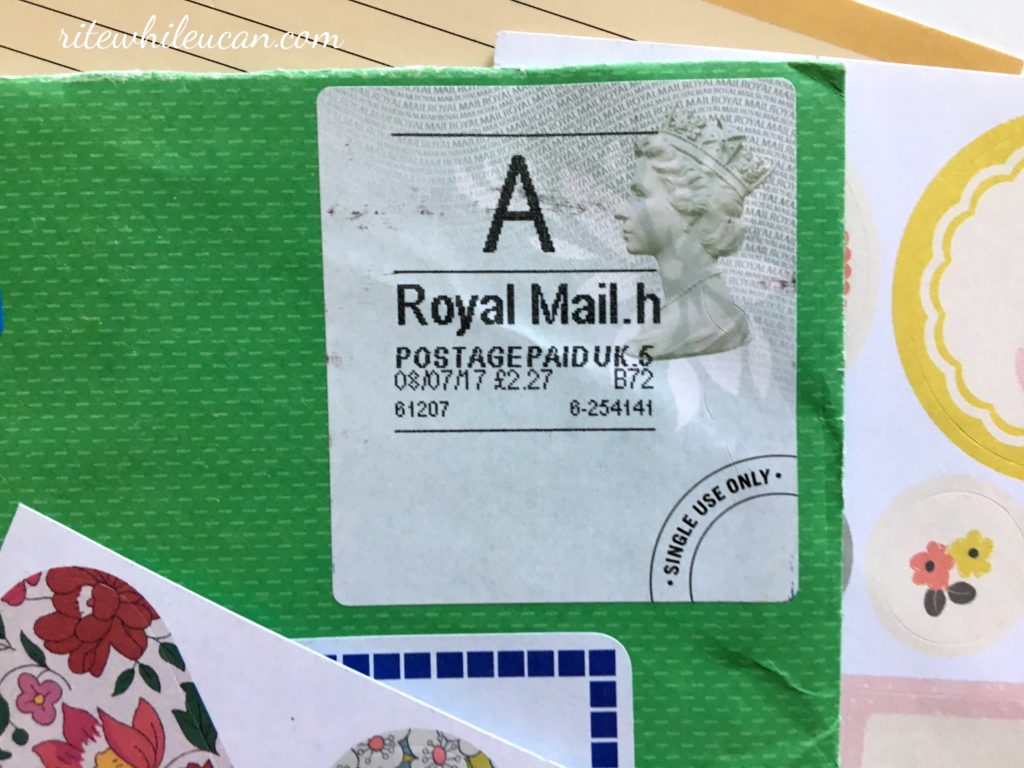 ritewhileucan.com
A
Royal Mail.h
POSTAGE PAID UK.5
08/07/17 £2.27 B72
61207 6-254141
• SINGLE USE ONLY •